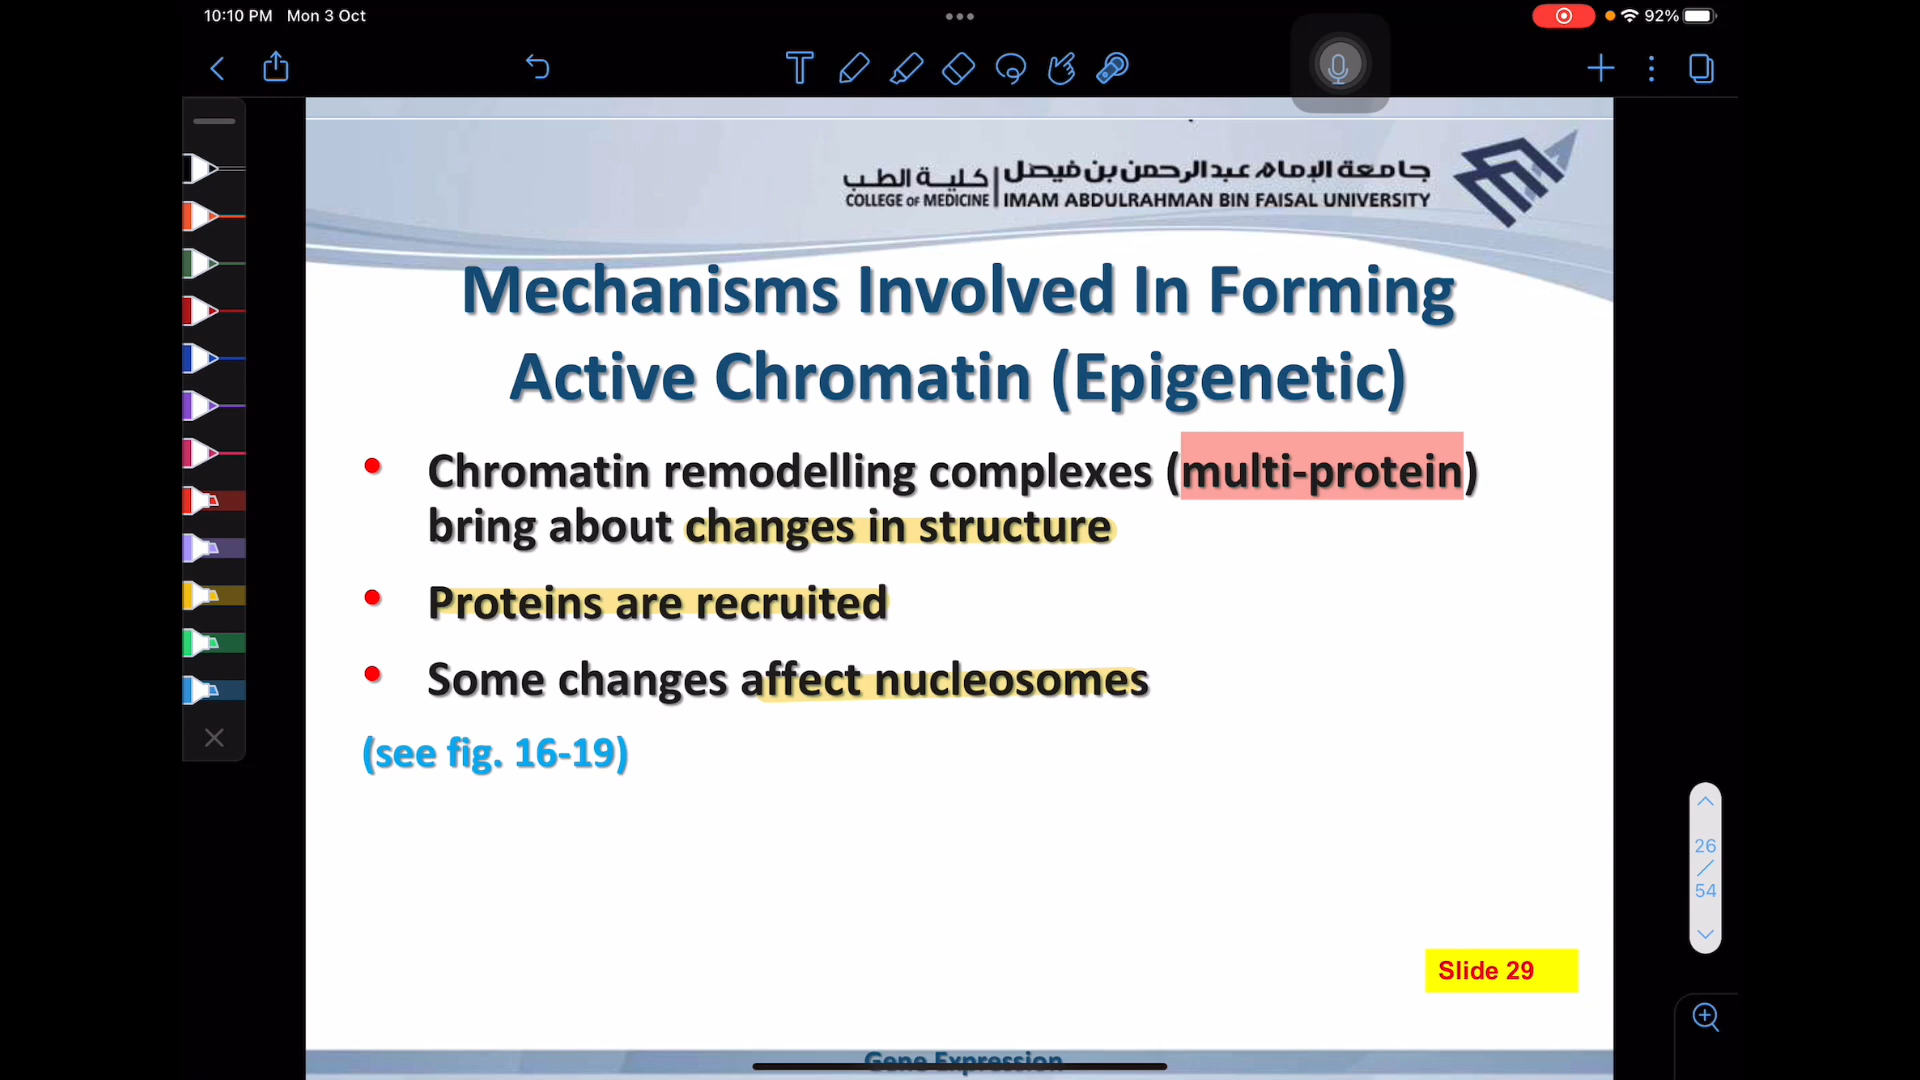 10:10 PM Mon 3 Oct
92%
كلية الطب | جامعة الإمام عبد الرحمن بن فيصل
COLLEGE OF MEDICINE | IMAM ABDULRAHMAN BIN FAISAL UNIVERSITY
Mechanisms Involved In Forming
Active Chromatin (Epigenetic)
• Chromatin remodelling complexes (multi-protein)
bring about changes in structure
• Proteins are recruited
• Some changes affect nucleosomes
(see fig. 16-19)
26
/
54
Slide 29
Gene Expression